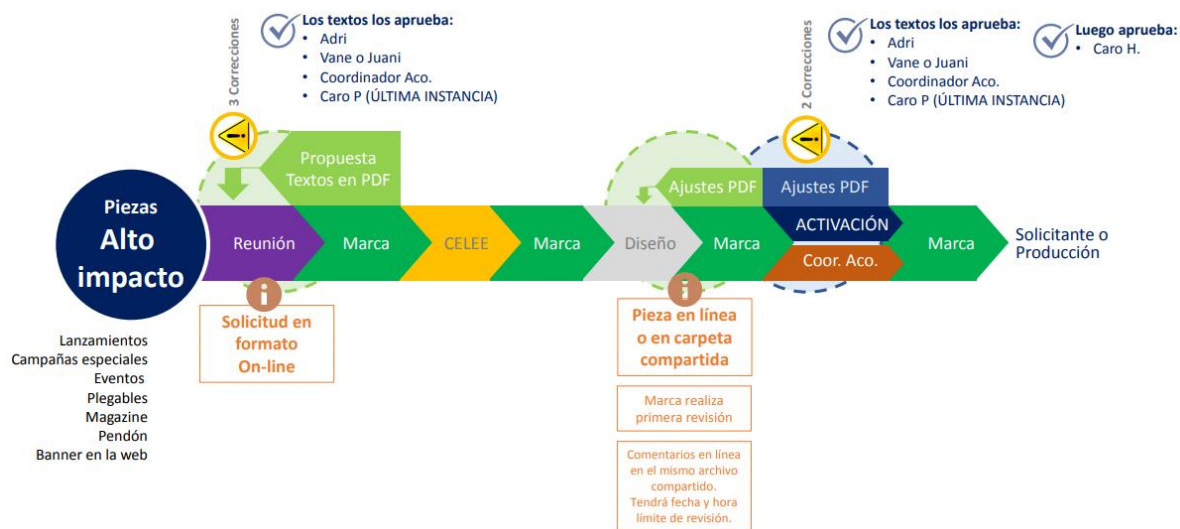 3 Correcciones
Los textos los aprueba:
• Adri
• Vane o Juani
• Coordinador Aco.
• Caro P (ÚLTIMA INSTANCIA)
2 Correcciones
Los textos los aprueba:
• Adri
• Vane o Juani
• Coordinador Aco.
• Caro P (ÚLTIMA INSTANCIA)
Luego aprueba:
• Caro H.
Propuesta
Textos en PDF
Ajustes PDF
Ajustes PDF
Piezas
Alto
impacto
Reunión
Marca
CELEE
Marca
Diseño
Marca
ACTIVACIÓN
Coor. Aco.
Marca
Solicitante o
Producción
Lanzamientos
Campañas especiales
Eventos
Plegables
Magazine
Pendón
Banner en la web
Solicitud en
formato
On-line
Pieza en línea
o en carpeta
compartida
Marca realiza
primera revisión
Comentarios en línea
en el mismo archivo
compartido.
Tendrá fecha y hora
límite de revisión.